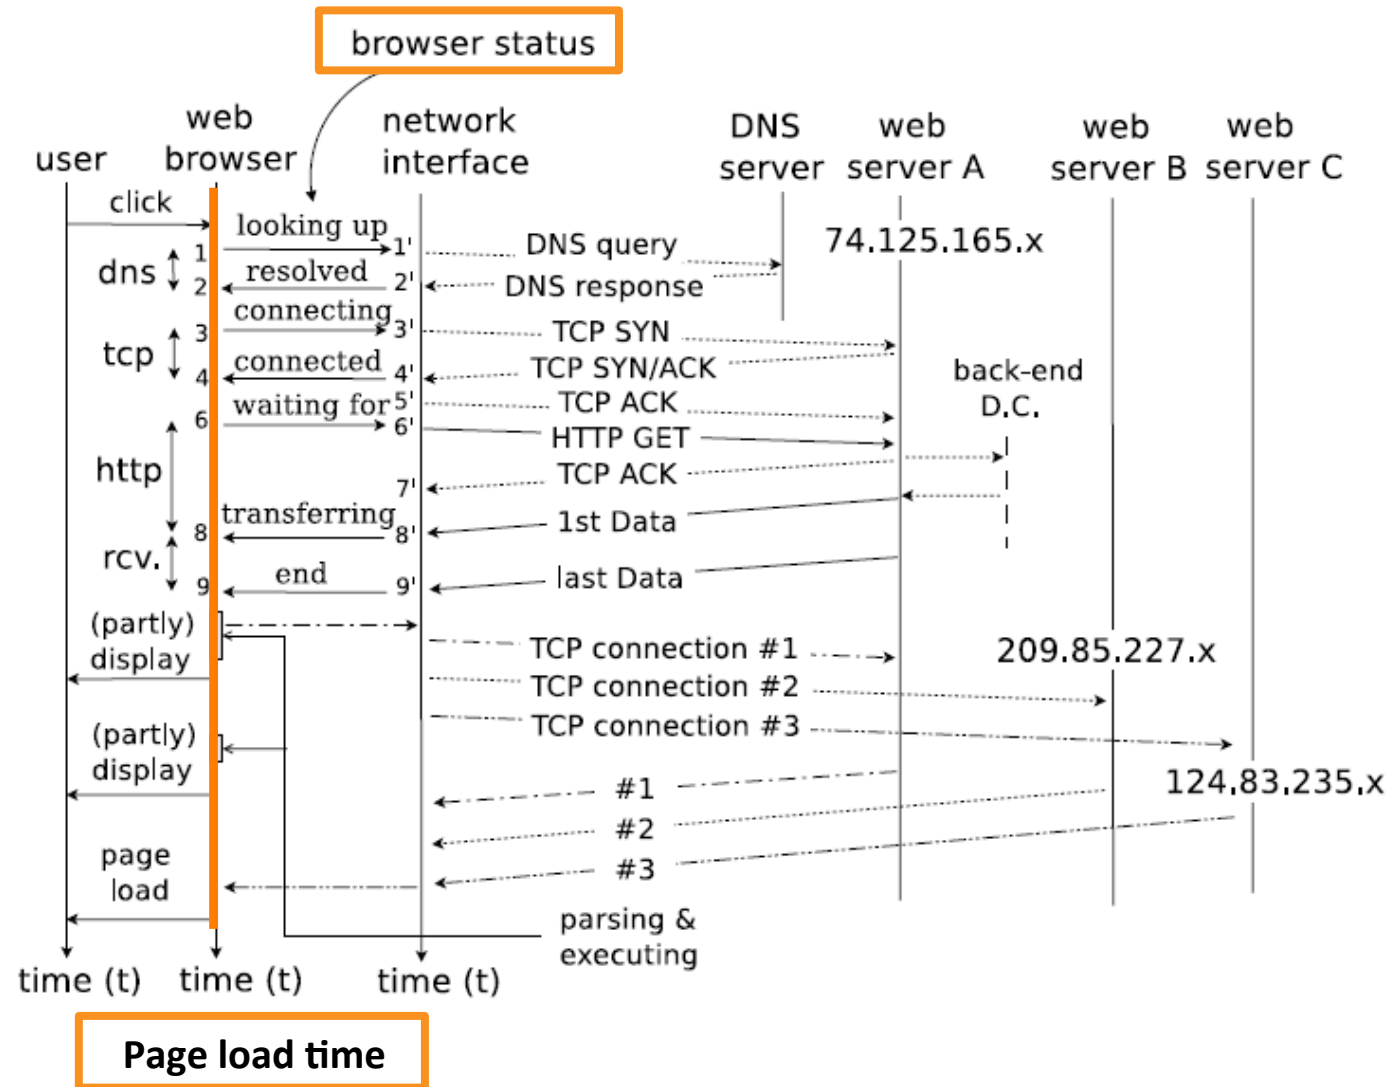 browser status
user
web
browser
network
interface
DNS
server
web
server A
web
server B
web
server C
click
looking up
1
1'
DNS query
74.125.165.x
dns
resolved
2
2'
DNS response
connecting
3
3'
TCP SYN
tcp
connected
4
4'
TCP SYN/ACK
back-end
D.C.
waiting for
5'
TCP ACK
6
6'
HTTP GET
http
7'
TCP ACK
transferring
8
8'
1st Data
rcv.
end
9
9'
last Data
(partly)
display
TCP connection #1
209.85.227.x
TCP connection #2
TCP connection #3
(partly)
display
#1
124.83.235.x
#2
#3
page
load
parsing &
executing
time (t)
time (t)
time (t)
Page load time